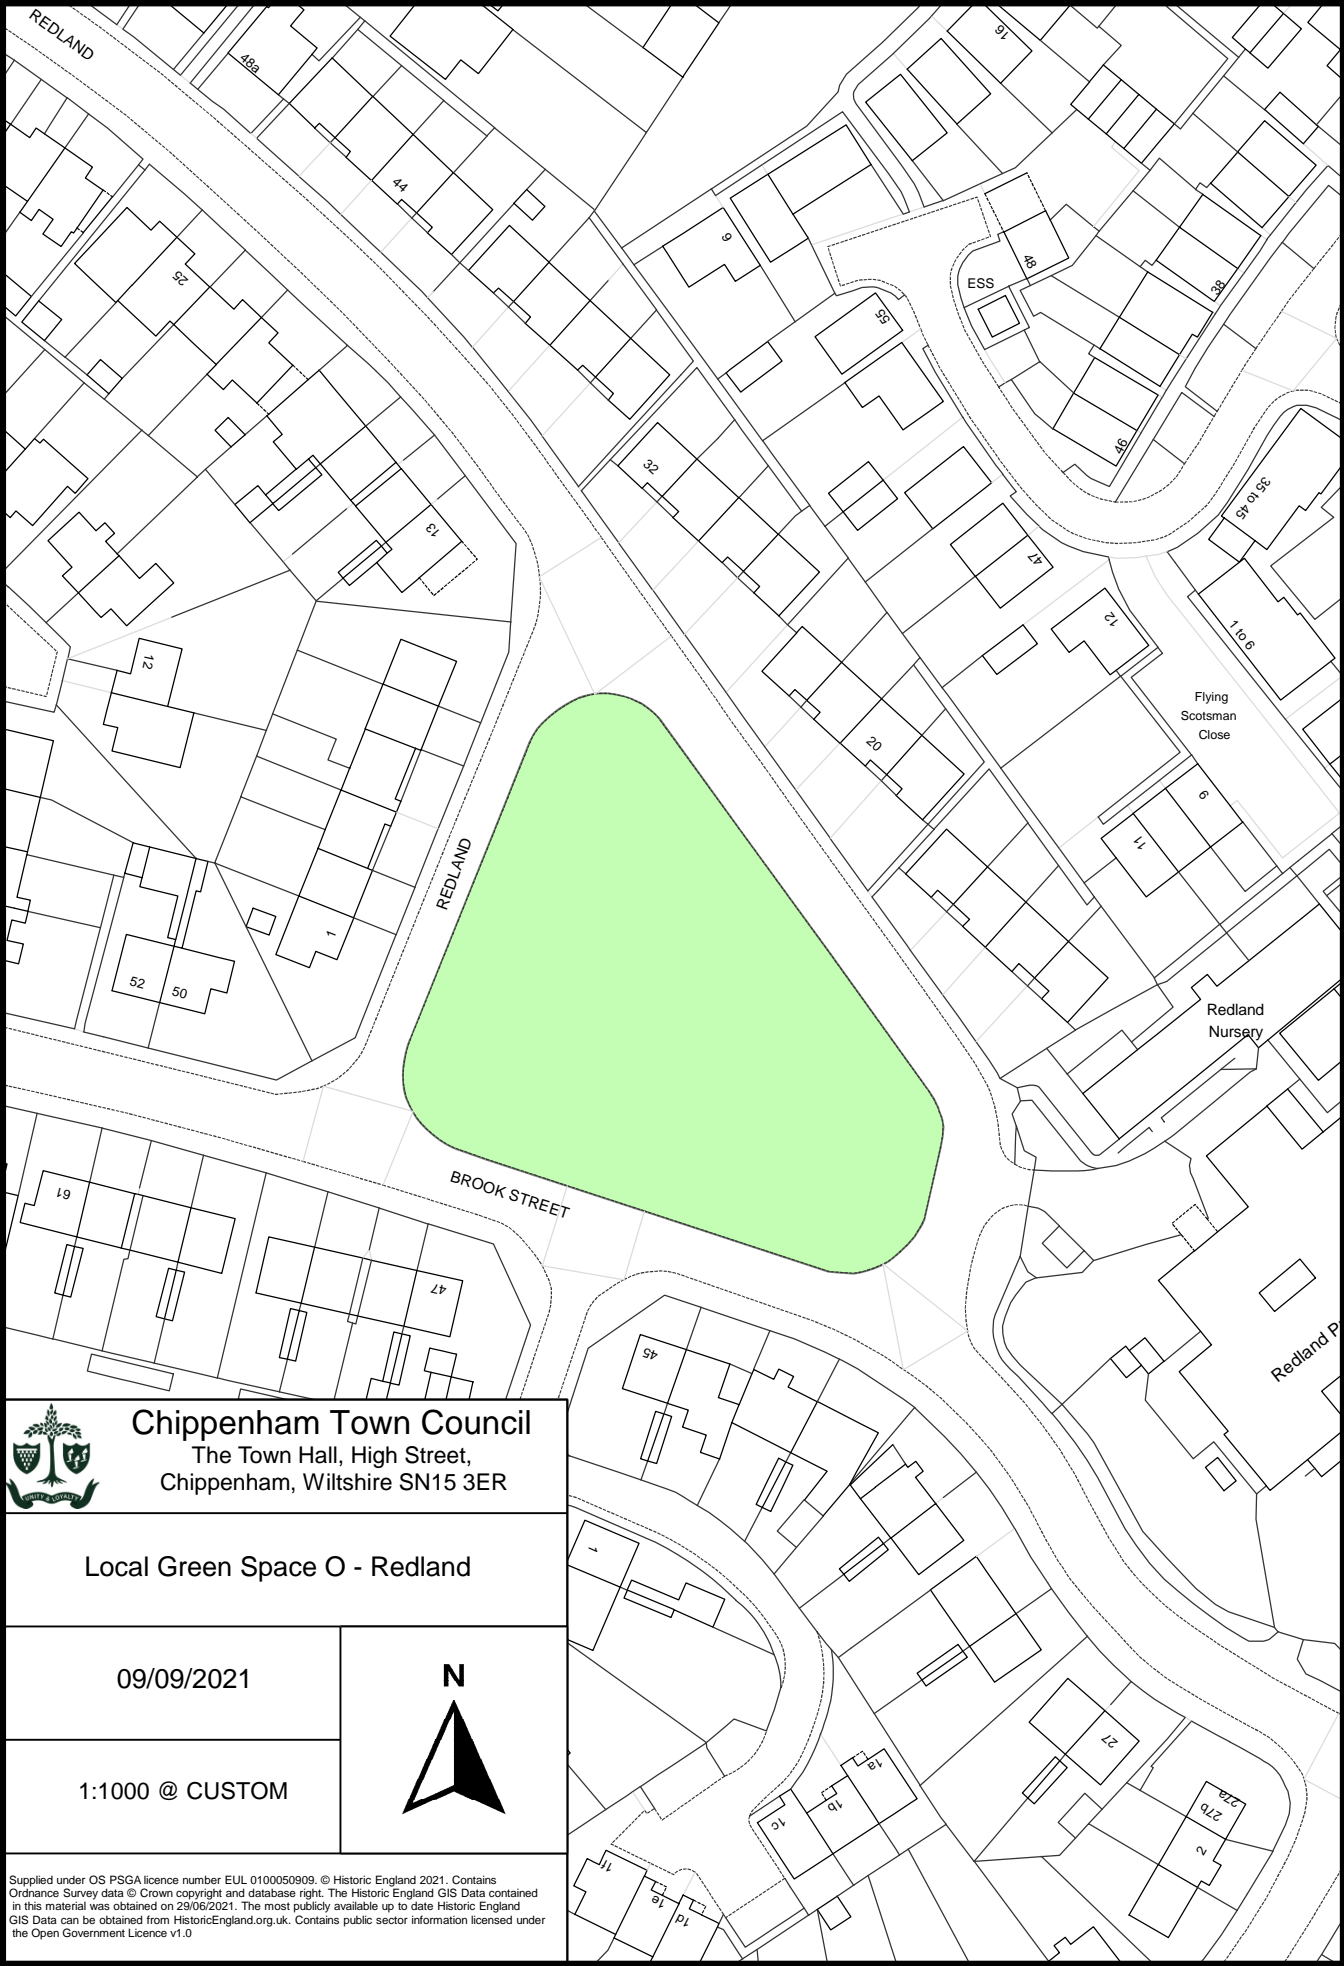 REDLAND
48a
16
44
9
25
48
ESS
38
55
46
32
35 to 45
13
47
12
1 to 6
12
Flying
Scotsman
Close
20
6
11
REDLAND
1
52
50
Redland
Nursery
BROOK STREET
61
47
45
Redland P
Chippenham Town Council
The Town Hall, High Street,
Chippenham, Wiltshire SN15 3ER
UNITY & LOYALTY
Local Green Space O - Redland
1
09/09/2021
N
1:1000 @ CUSTOM
27
1a
1b
1c
27a
27b
2
1f
1e
1d
Supplied under OS PSGA licence number EUL 0100050909. © Historic England 2021. Contains
Ordnance Survey data © Crown copyright and database right. The Historic England GIS Data contained
in this material was obtained on 29/06/2021. The most publicly available up to date Historic England
GIS Data can be obtained from HistoricEngland.org.uk. Contains public sector information licensed under
the Open Government Licence v1.0